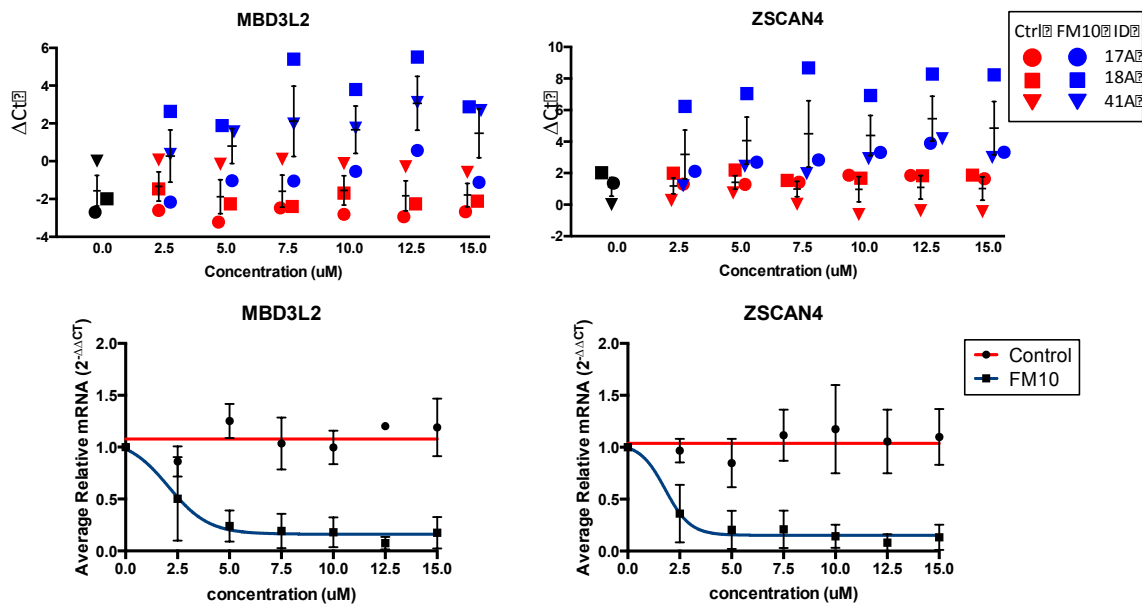 MBD3L2
ZSCAN4
Ctrl FM10 ID
17A
18A
41A
ΔCt
6
4
2
0
-2
-4
0.0 2.5 5.0 7.5 10.0 12.5 15.0
Concentration (uM)
ΔCt
10
8
6
4
2
0
-2
0.0 2.5 5.0 7.5 10.0 12.5 15.0
Concentration (uM)
MBD3L2
ZSCAN4
Average Relative mRNA (2-ΔΔCT)
2.0
1.5
1.0
0.5
0.0
0.0 2.5 5.0 7.5 10.0 12.5 15.0
concentration (uM)
Average Relative mRNA (2-ΔΔCT)
2.0
1.5
1.0
0.5
0.0
0.0 2.5 5.0 7.5 10.0 12.5 15.0
concentration (uM)
Control
FM10